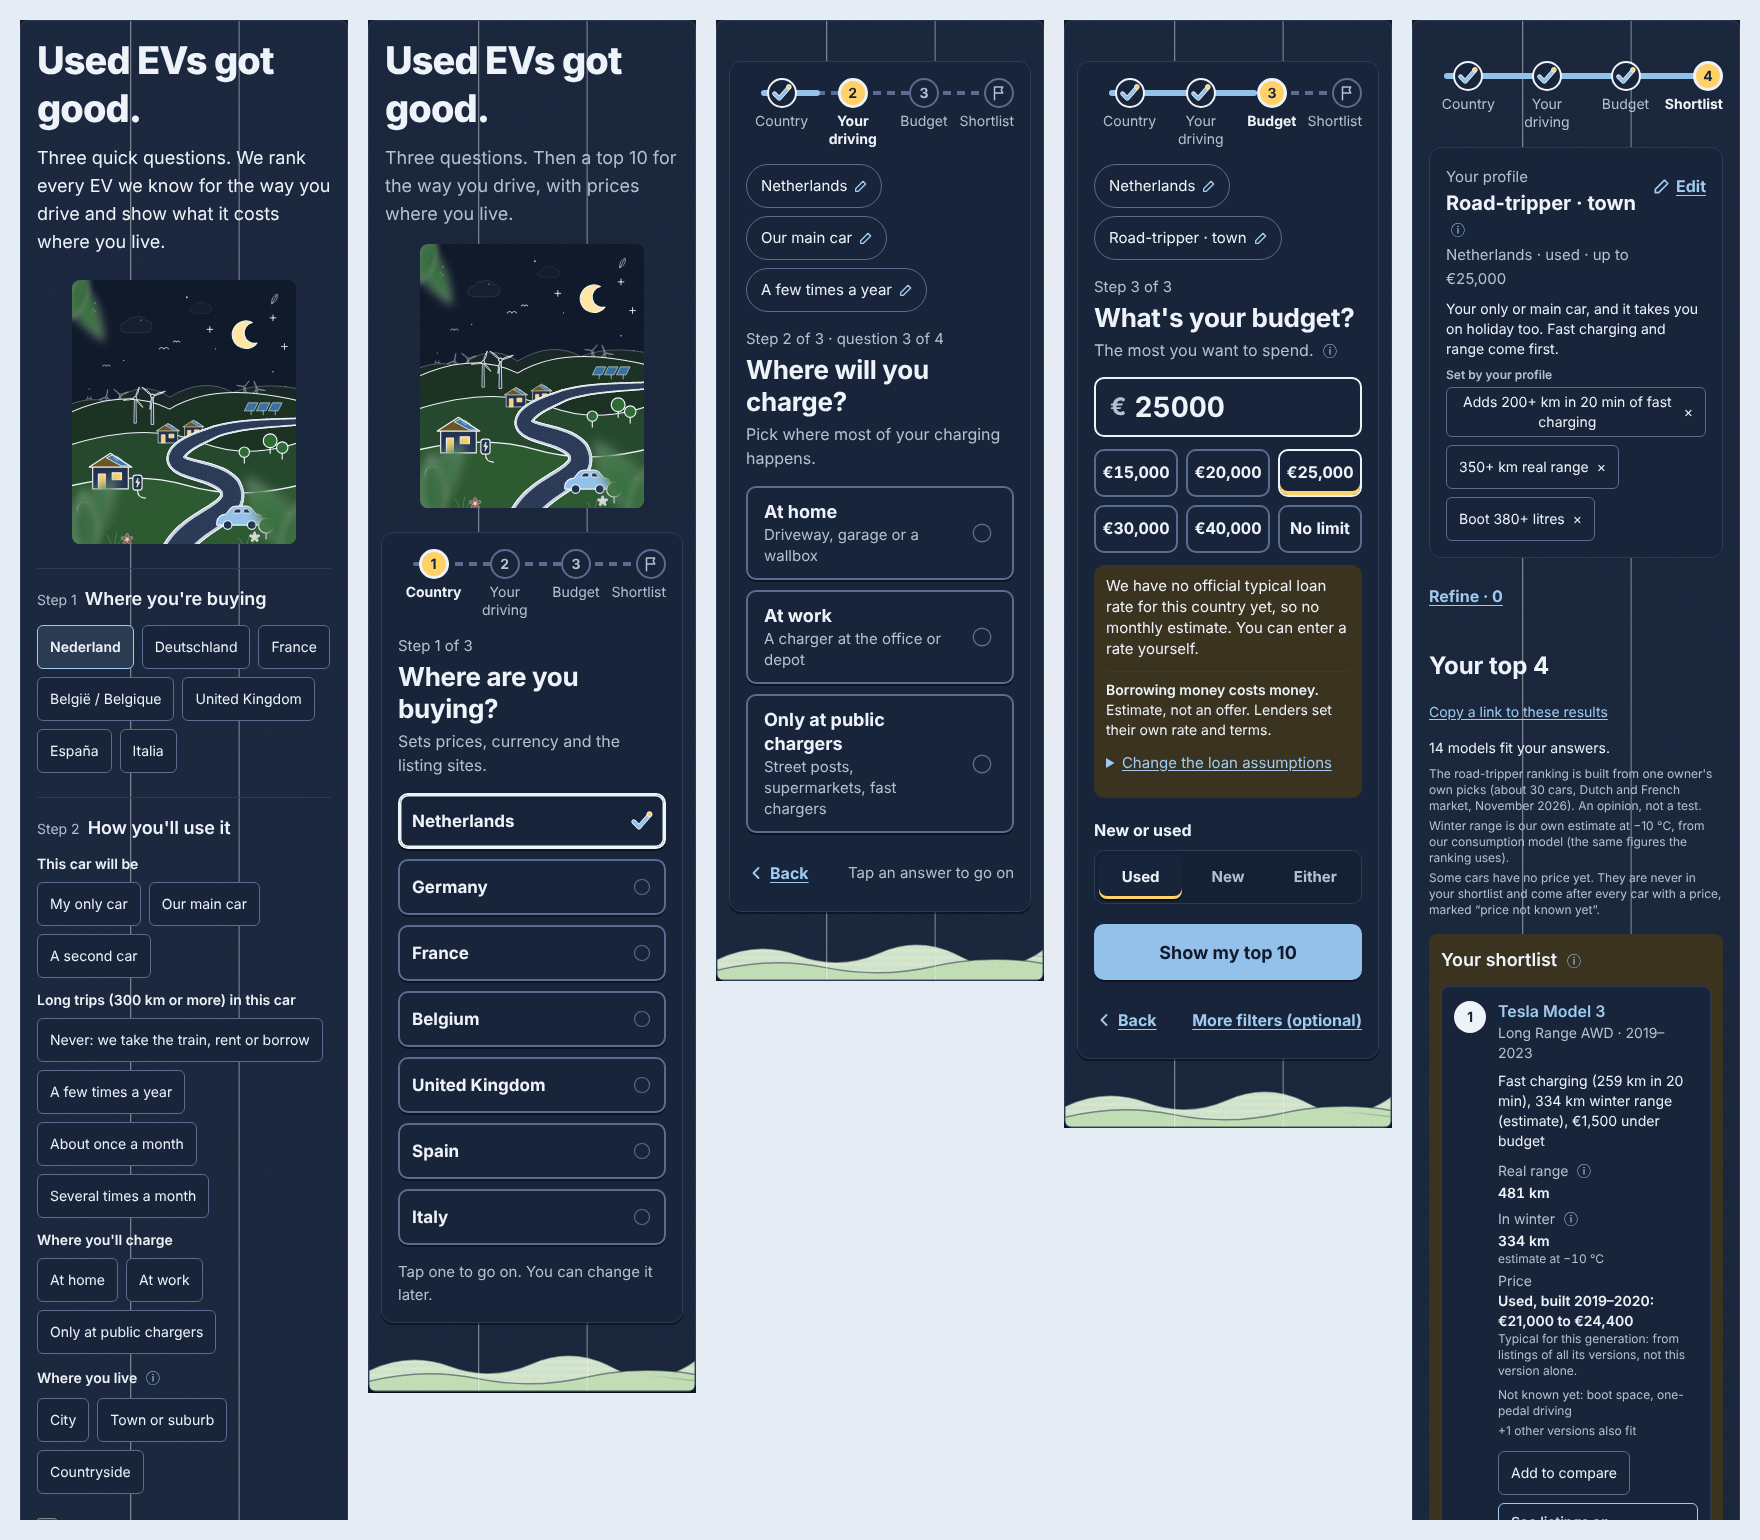 Used EVs got
good.
Three quick questions. We rank
every EV we know for the way you
drive and show what it costs
where you live.
Step 1 Where you're buying
Nederland Deutschland France
België / Belgique United Kingdom
España Italia
Step 2 How you'll use it
This car will be
My only car Our main car
A second car
Long trips (300 km or more) in this car
Never: we take the train, rent or borrow
A few times a year
About once a month
Several times a month
Where you'll charge
At home At work
Only at public chargers
Where you live
City Town or suburb
Countryside
Used EVs got
good.
Three questions. Then a top 10 for
the way you drive, with prices
where you live.
1 2 3
Country Your driving Budget Shortlist
Step 1 of 3
Where are you
buying?
Sets prices, currency and the
listing sites.
Netherlands
Germany
France
Belgium
United Kingdom
Spain
Italy
Tap one to go on. You can change it
later.
2 3
Country Your driving Budget Shortlist
Netherlands
Our main car
A few times a year
Step 2 of 3 · question 3 of 4
Where will you
charge?
Pick where most of your charging
happens.
At home
Driveway, garage or a
wallbox
At work
A charger at the office or
depot
Only at public
chargers
Street posts,
supermarkets, fast
chargers
Back Tap an answer to go on
3
Country Your driving Budget Shortlist
Netherlands
Road-tripper · town
Step 3 of 3
What's your budget?
The most you want to spend.
€ 25000
€15,000 €20,000 €25,000
€30,000 €40,000 No limit
We have no official typical loan
rate for this country yet, so no
monthly estimate. You can enter a
rate yourself.
Borrowing money costs money.
Estimate, not an offer. Lenders set
their own rate and terms.
Change the loan assumptions
New or used
Used New Either
Show my top 10
Back More filters (optional)
4
Country Your driving Budget Shortlist
Your profile
Edit
Road-tripper · town
Netherlands · used · up to
€25,000
Your only or main car, and it takes you
on holiday too. Fast charging and
range come first.
Set by your profile
Adds 200+ km in 20 min of fast
charging ×
350+ km real range ×
Boot 380+ litres ×
Refine · 0
Your top 4
Copy a link to these results
14 models fit your answers.
The road-tripper ranking is built from one owner's
own picks (about 30 cars, Dutch and French
market, November 2026). An opinion, not a test.
Winter range is our own estimate at −10 °C, from
our consumption model (the same figures the
ranking uses).
Some cars have no price yet. They are never in
your shortlist and come after every car with a price,
marked “price not known yet”.
Your shortlist
1 Tesla Model 3
Long Range AWD · 2019–
2023
Fast charging (259 km in 20
min), 334 km winter range
(estimate), €1,500 under
budget
Real range
481 km
In winter
334 km
estimate at −10 °C
Price
Used, built 2019–2020:
€21,000 to €24,400
Typical for this generation: from
listings of all its versions, not this
version alone.
Not known yet: boot space, one-
pedal driving
+1 other versions also fit
Add to compare